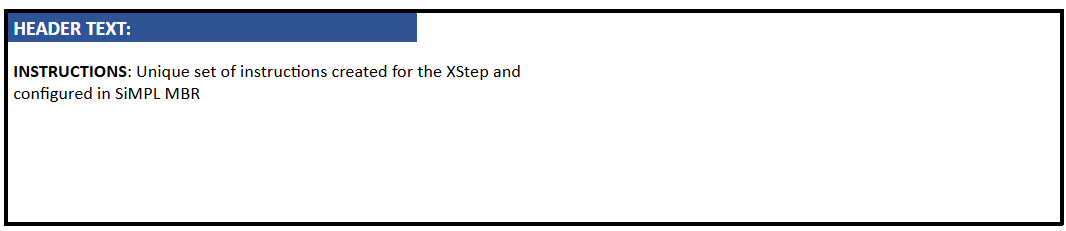 HEADER TEXT:
INSTRUCTIONS: Unique set of instructions created for the XStep and
configured in SiMPL MBR